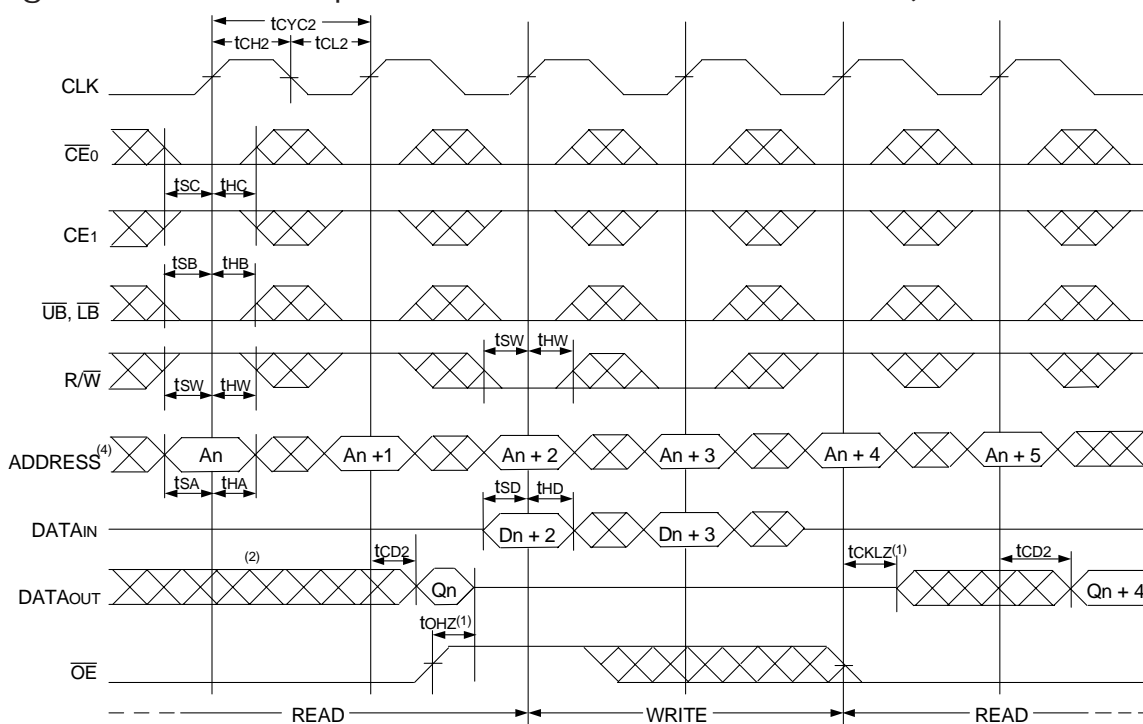 tCYC2
tCH2 tCL2
CLK
CE0
tSC tHC
CE1
tSB tHB
UB, LB
tSW tHW
R/W
tSW tHW
ADDRESS(4) An An +1 An + 2 An + 3 An + 4 An + 5
tSA tHA tSD tHD
DATAIN Dn + 2 Dn + 3
(2) tCD2 tCKLZ(1) tCD2
DATAOUT Qn Qn + 4
tOHZ(1)
OE
READ WRITE READ